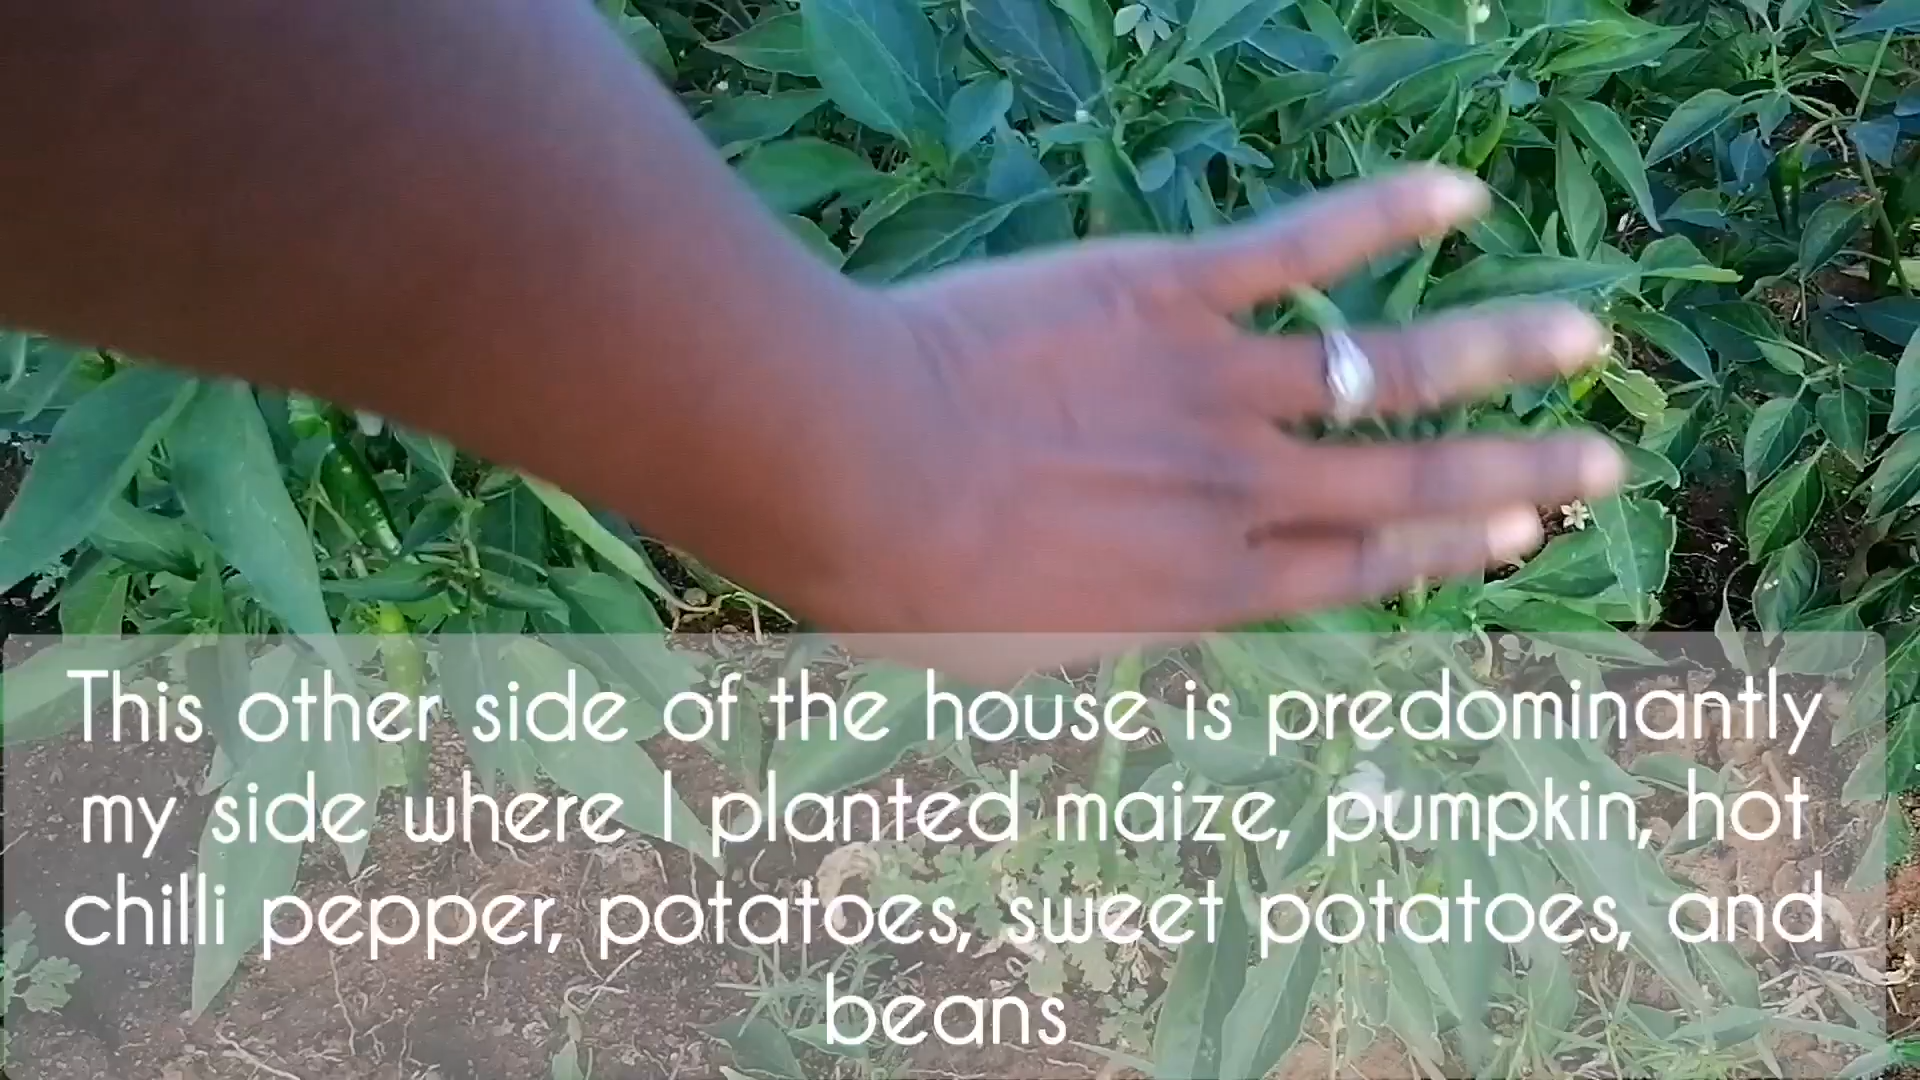 This other side of the house is predominantly
my side where I planted maize, pumpkin, hot
chilli pepper, potatoes, sweet potatoes, and
beans